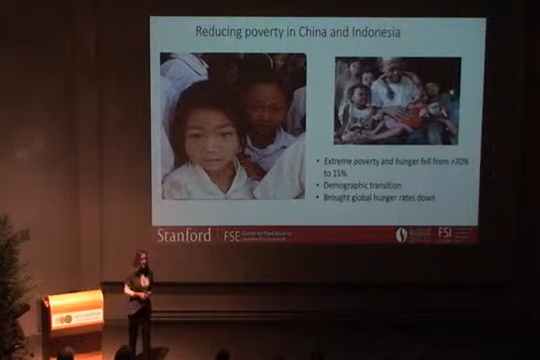 Reducing poverty in China and Indonesia
• Extreme poverty and hunger fell from >70%
to 15%
• Demographic transition
• Brought global hunger rates down
Stanford
FSE
FSI